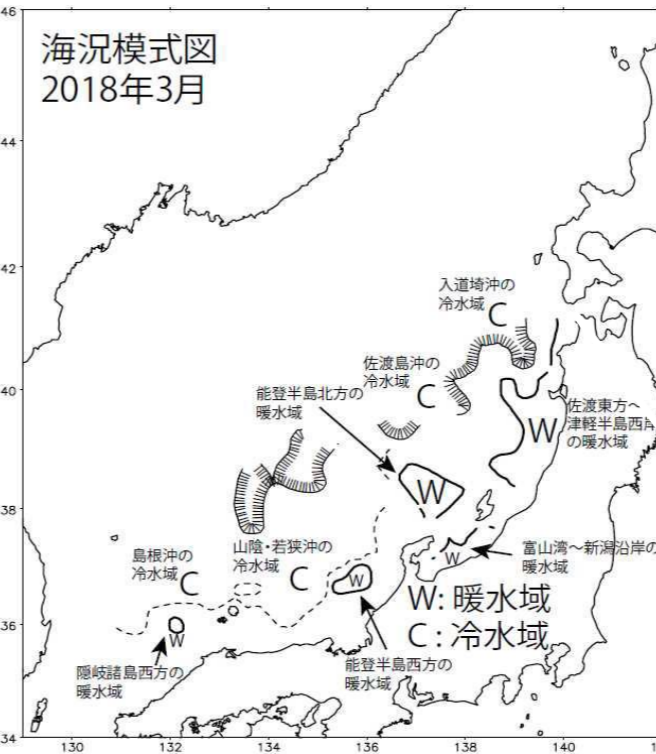 海況模式図
2018年3月
46
44
42
40
38
36
34
入道埼沖の
冷水域
C
佐渡島沖の
冷水域
C
能登半島北方の
暖水域
W
佐渡東方〜
津軽半島西岸
の暖水域
W
島根沖の
冷水域
C
山陰・若狭沖の
冷水域
C
富山湾〜新潟沿岸の
暖水域
W
W
W
W: 暖水域
C : 冷水域
隠岐諸島西方の
暖水域
能登半島西方の
暖水域
130
132
134
136
138
140